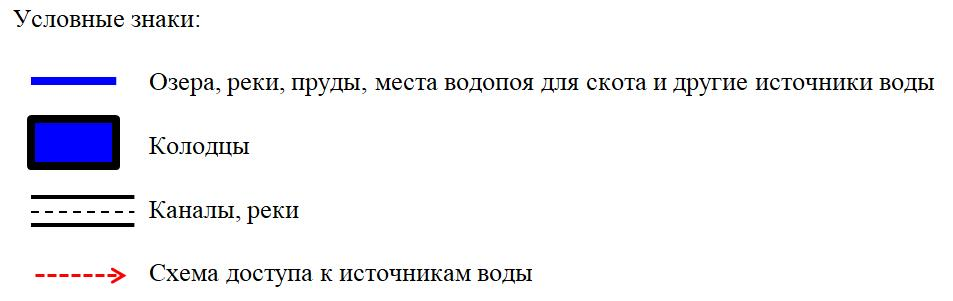 Условные знаки:
Озера, реки, пруды, места водопоя для скота и другие источники воды
Колодцы
Каналы, реки
Схема доступа к источникам воды